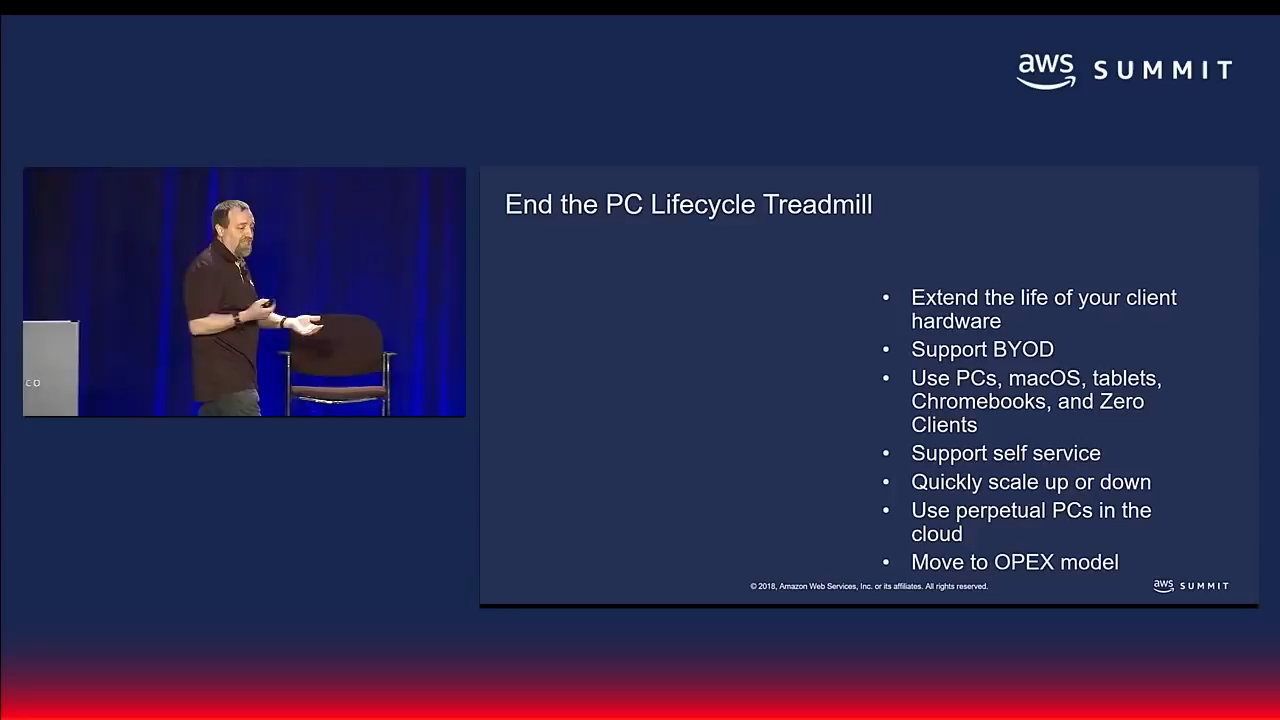 aws SUMMIT
CO
End the PC Lifecycle Treadmill
• Extend the life of your client
hardware
• Support BYOD
• Use PCs, macOS, tablets,
Chromebooks, and Zero
Clients
• Support self service
• Quickly scale up or down
• Use perpetual PCs in the
cloud
• Move to OPEX model
© 2018, Amazon Web Services, Inc. or its affiliates. All rights reserved.
aws SUMMIT